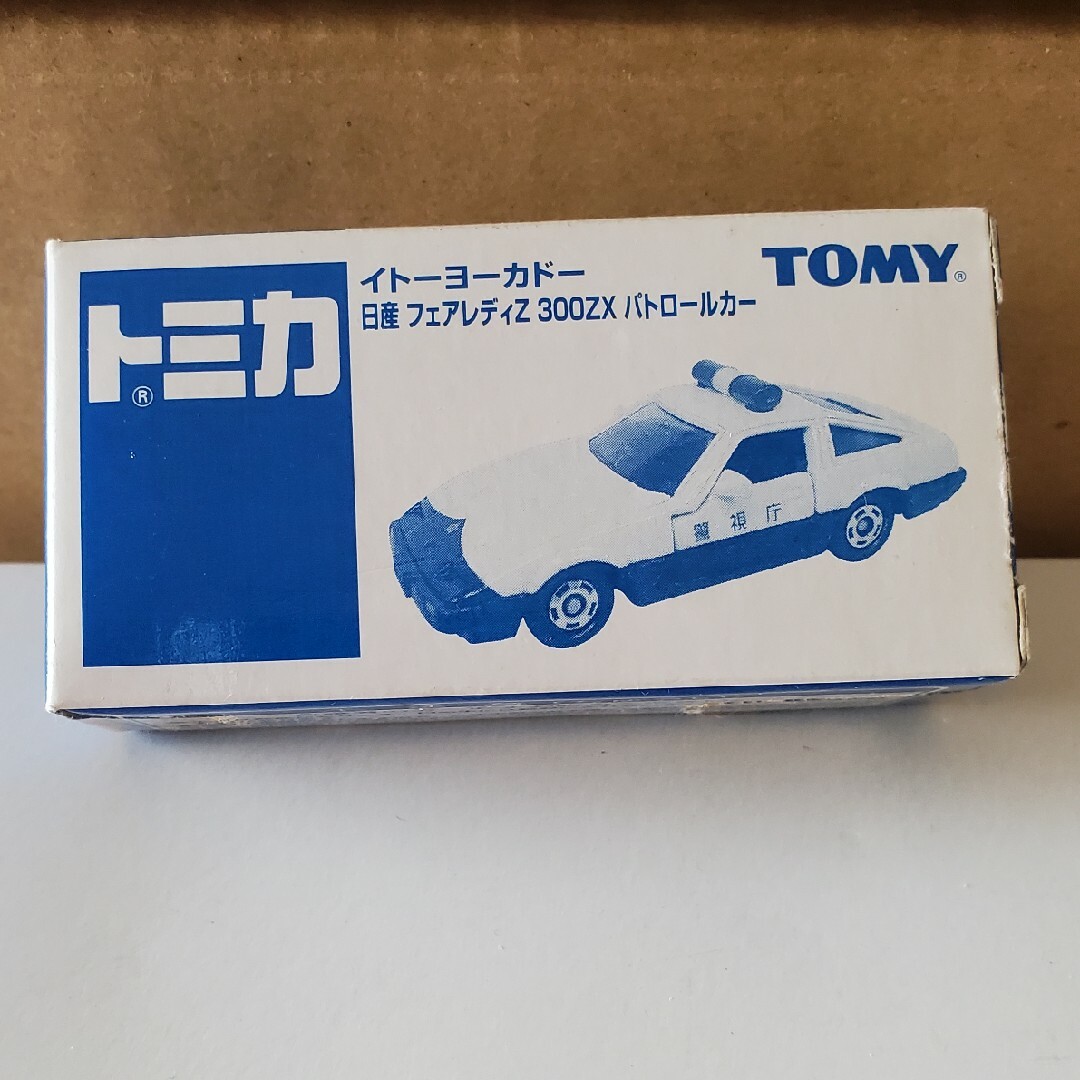 トミカ
®
イトーヨーカドー
日産 フェアレディZ 300ZX パトロールカー
TOMY®
警視庁